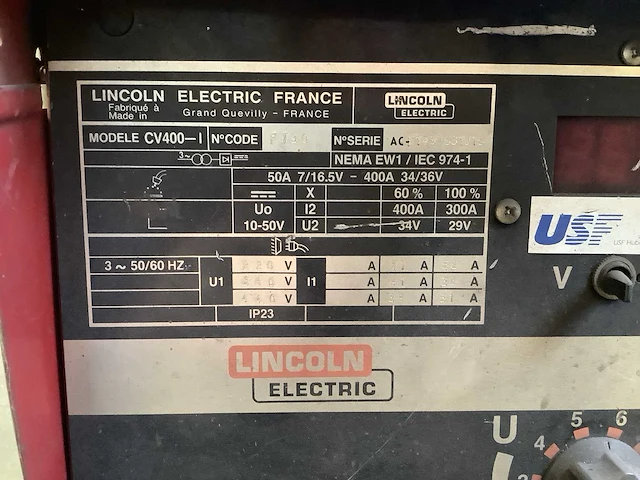 LINCOLN ELECTRIC FRANCE
Fabriqué à
Made in
Grand Quevilly - FRANCE
LINCOLN
ELECTRIC
MODELE CV400-I
N° CODE
N° SERIE
3~
NEMA EW1 / IEC 974-1
50A 7/16.5V - 400A 34/36V
X 60% 100%
Uo I2 400A 300A
10-50V U2 34V 29V
3 ~ 50/60 HZ
U1
I1
V A A A
V A A A
V A A A
IP23
LINCOLN
ELECTRIC
USF
V
U
4 5 6